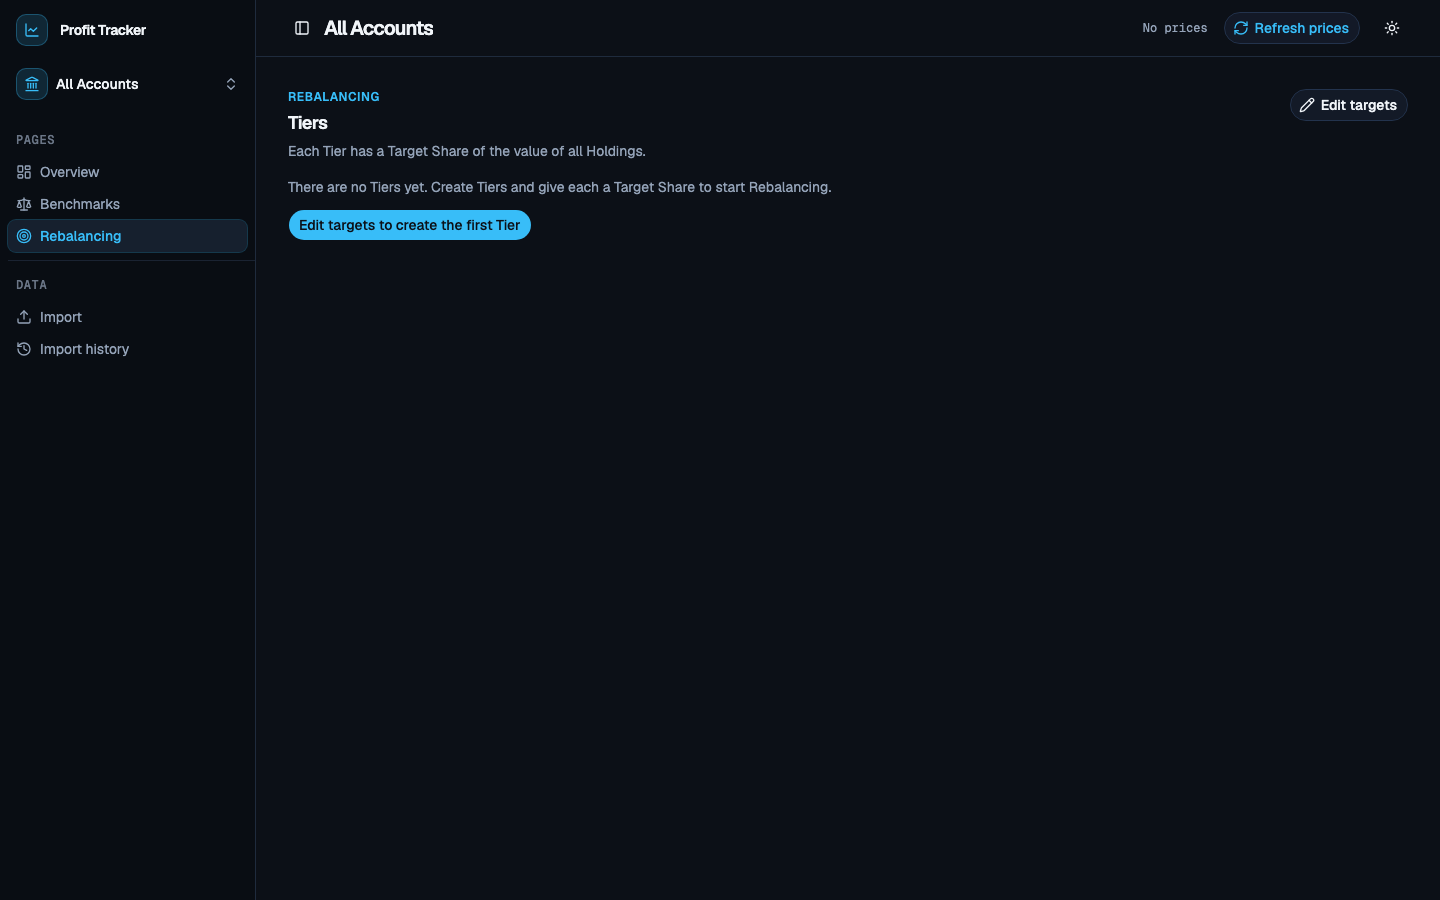 Profit Tracker
All Accounts
PAGES
Overview
Benchmarks
Rebalancing
DATA
Import
Import history
All Accounts
No prices
Refresh prices
REBALANCING
Tiers
Each Tier has a Target Share of the value of all Holdings.
Edit targets
There are no Tiers yet. Create Tiers and give each a Target Share to start Rebalancing.
Edit targets to create the first Tier